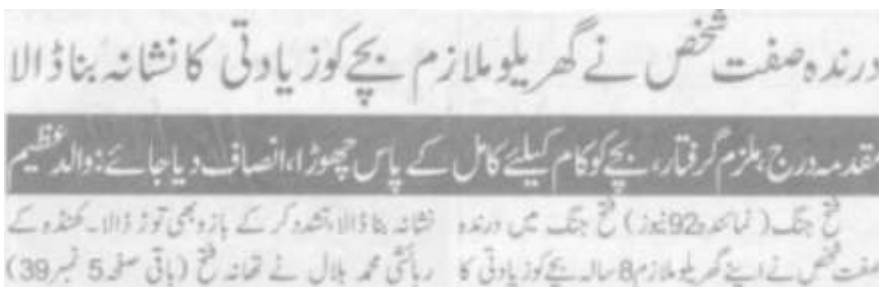 درندہ صفت شخص نے گھریلو ملازم بچے کو زیادتی کا نشانہ بنا ڈالا
مقدمہ درج، ملزم گرفتار، بچے کو کام کیلئے کامل کے پاس چھوڑا، انصاف دیا جائے: والد عظیم
فتح جنگ (نمائندہ 92 نیوز) فتح جنگ میں درندہ
صفت شخص نے اپنے گھریلو ملازم 8 سالہ بچے کو زیادتی کا
نشانہ بنا ڈالا، تشدد کر کے بازو بھی توڑ ڈالا۔ کھنڈہ کے
رہائشی محمد بلال نے تھانہ فتح (باقی صفحہ 5 نمبر 39)